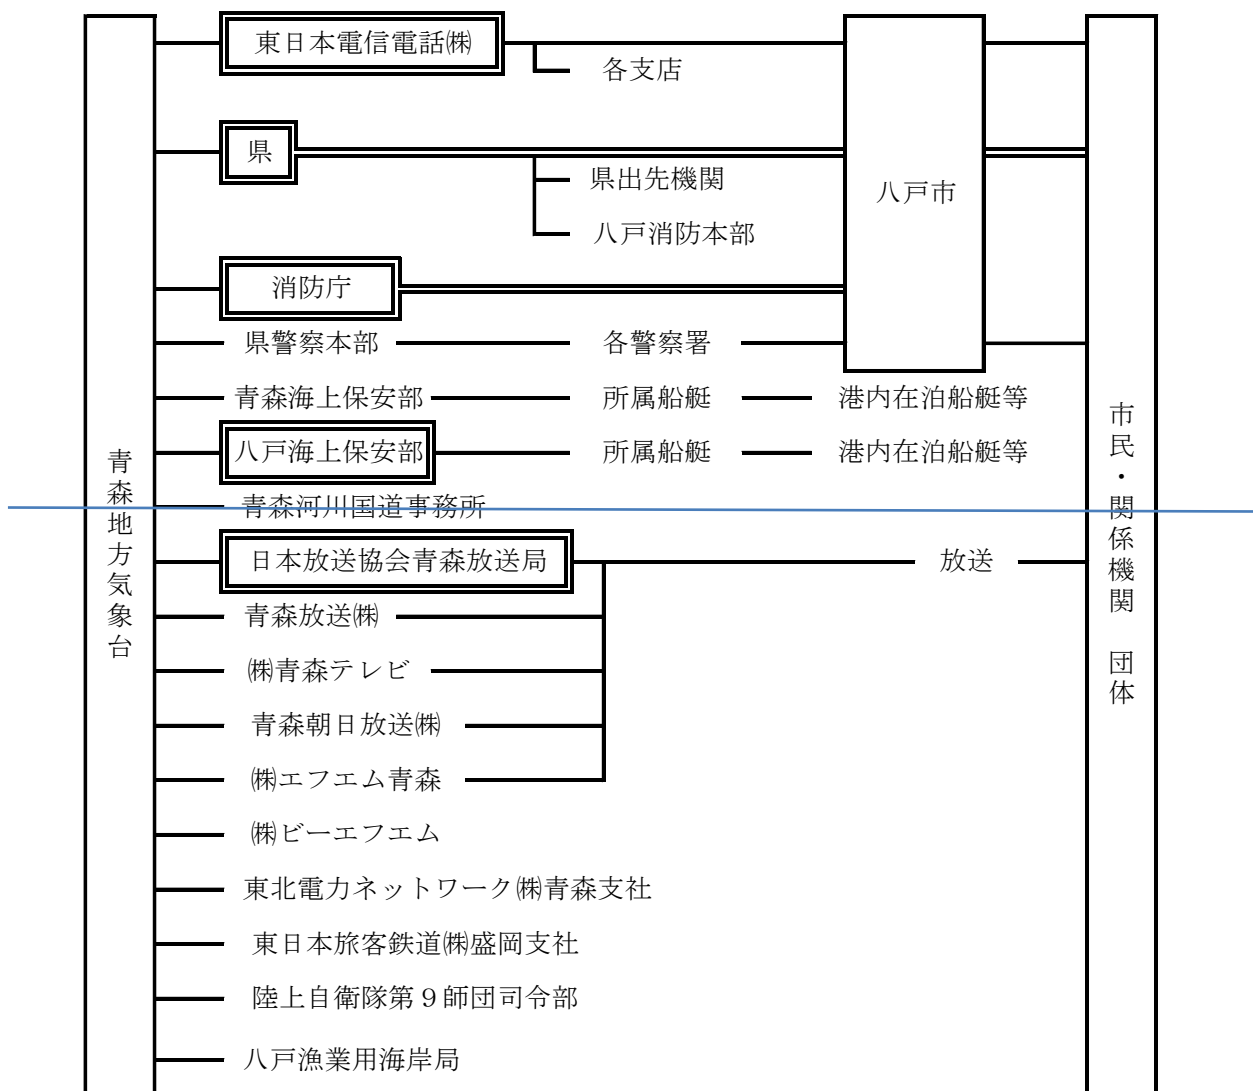 東日本電信電話㈱
各支店
県
県出先機関
八戸市
八戸消防本部
消防庁
県警察本部 各警察署
青森海上保安部 所属船艇 港内在泊船艇等
八戸海上保安部 所属船艇 港内在泊船艇等
青森地方気象台
市民・関係機関 団体
青森河川国道事務所
日本放送協会青森放送局 放送
青森放送㈱
㈱青森テレビ
青森朝日放送㈱
㈱エフエム青森
㈱ビーエフエム
東北電力ネットワーク㈱青森支社
東日本旅客鉄道㈱盛岡支社
陸上自衛隊第９師団司令部
八戸漁業用海岸局